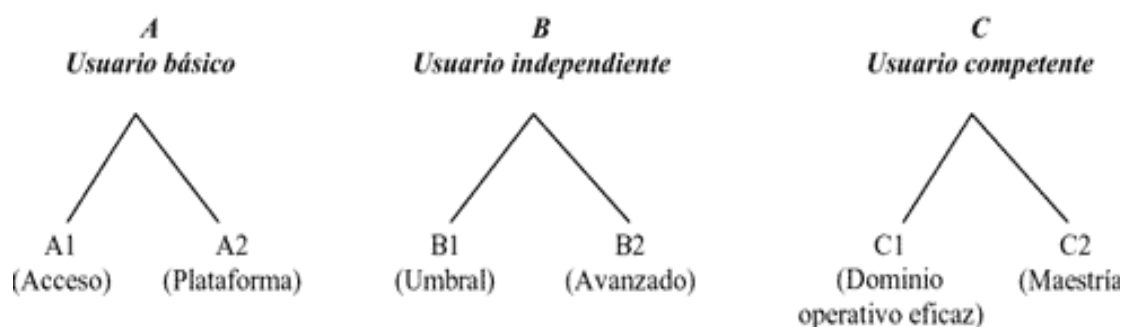 A
Usuario básico
B
Usuario independiente
C
Usuario competente
A1
(Acceso)
A2
(Plataforma)
B1
(Umbral)
B2
(Avanzado)
C1
(Dominio
operativo eficaz)
C2
(Maestría